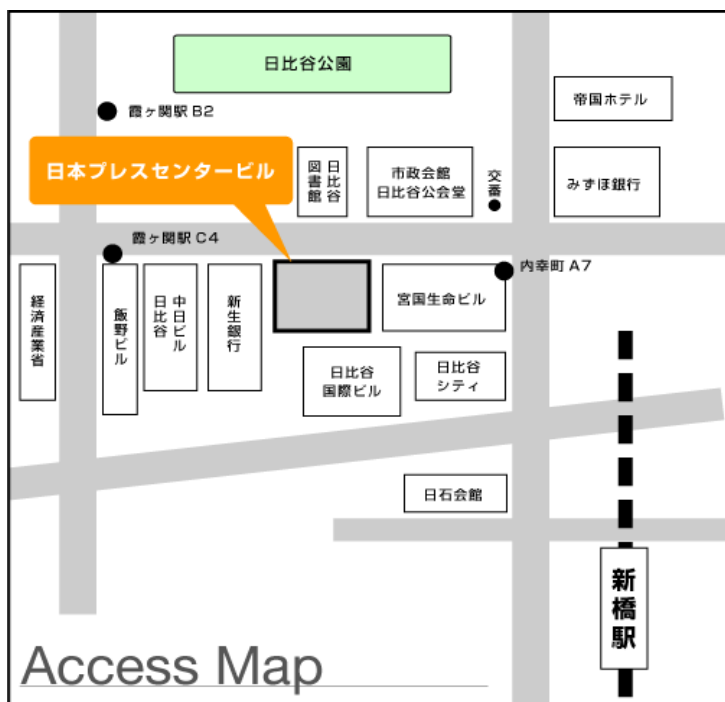 日比谷公園
霞ヶ関駅 B2
帝国ホテル
日本プレスセンタービル
日比谷
図書館
市政会館
日比谷公会堂
交番
みずほ銀行
霞ヶ関駅 C4
内幸町 A7
経済産業省
飯野ビル
中日ビル
日比谷
新生銀行
宮国生命ビル
日比谷
国際ビル
日比谷
シティ
日石会館
新橋駅
Access Map